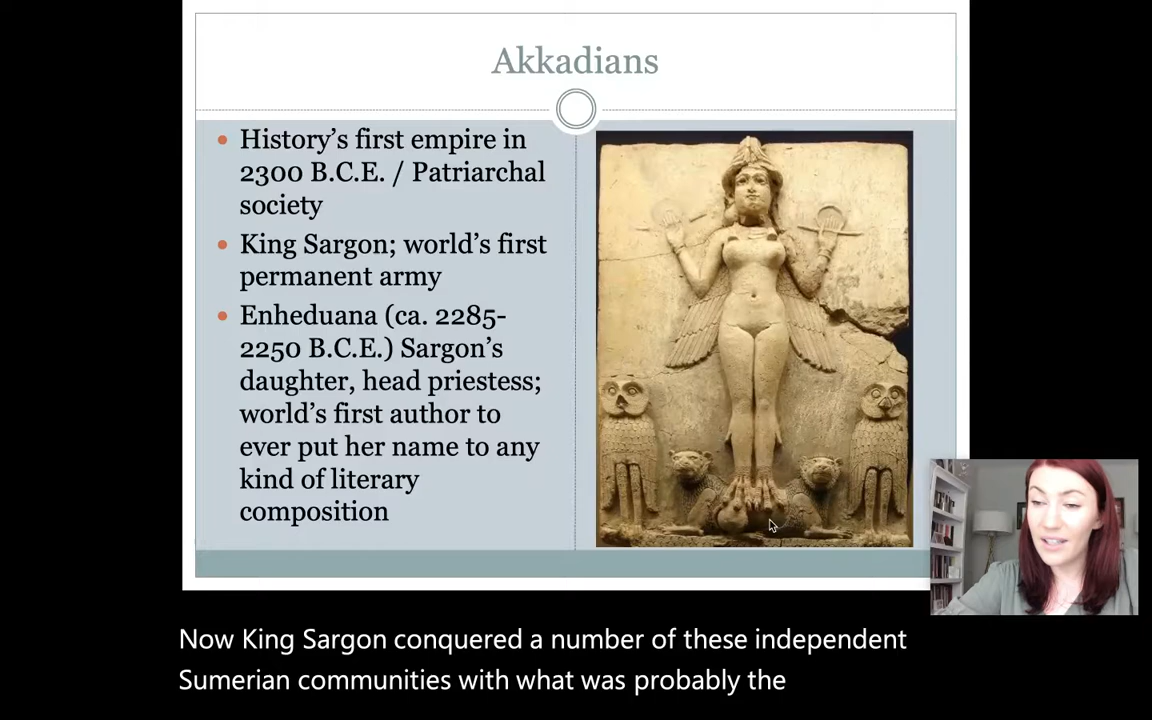 Akkadians
History's first empire in
2300 B.C.E. / Patriarchal
society
King Sargon; world's first
permanent army
Enheduana (ca. 2285-
2250 B.C.E.) Sargon's
daughter, head priestess;
world's first author to
ever put her name to any
kind of literary
composition
Now King Sargon conquered a number of these independent
Sumerian communities with what was probably the